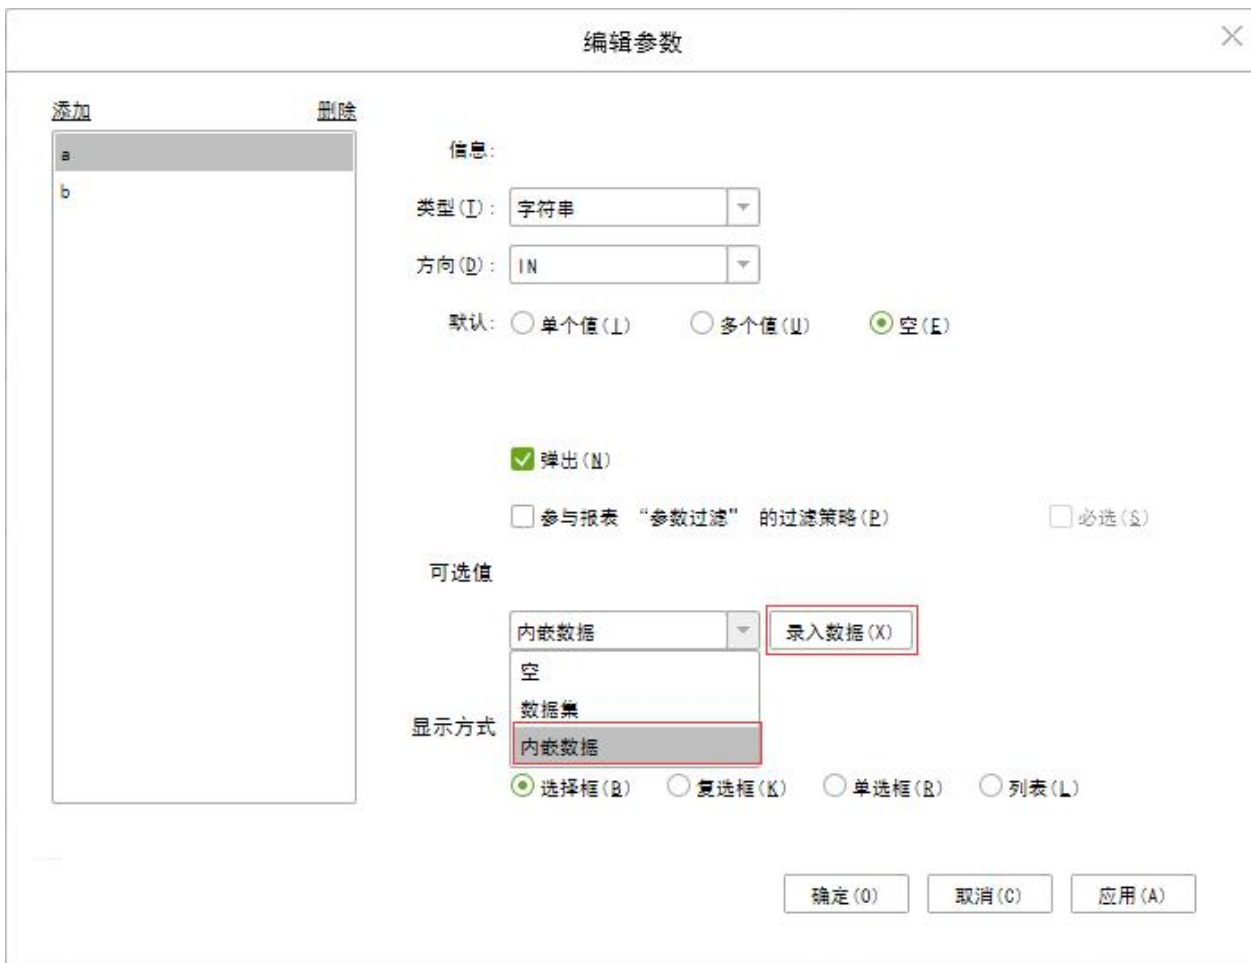 编辑参数
添加 删除
a
b
信息:
类型(T): 字符串
方向(D): IN
默认: 单个值(I) 多个值(U) 空(E)
弹出(N)
参与报表 “参数过滤” 的过滤策略(P) 必选(S)
可选值
内嵌数据 录入数据(X)
空
数据集
显示方式
内嵌数据
选择框(B) 复选框(K) 单选框(R) 列表(L)
确定(O) 取消(C) 应用(A)